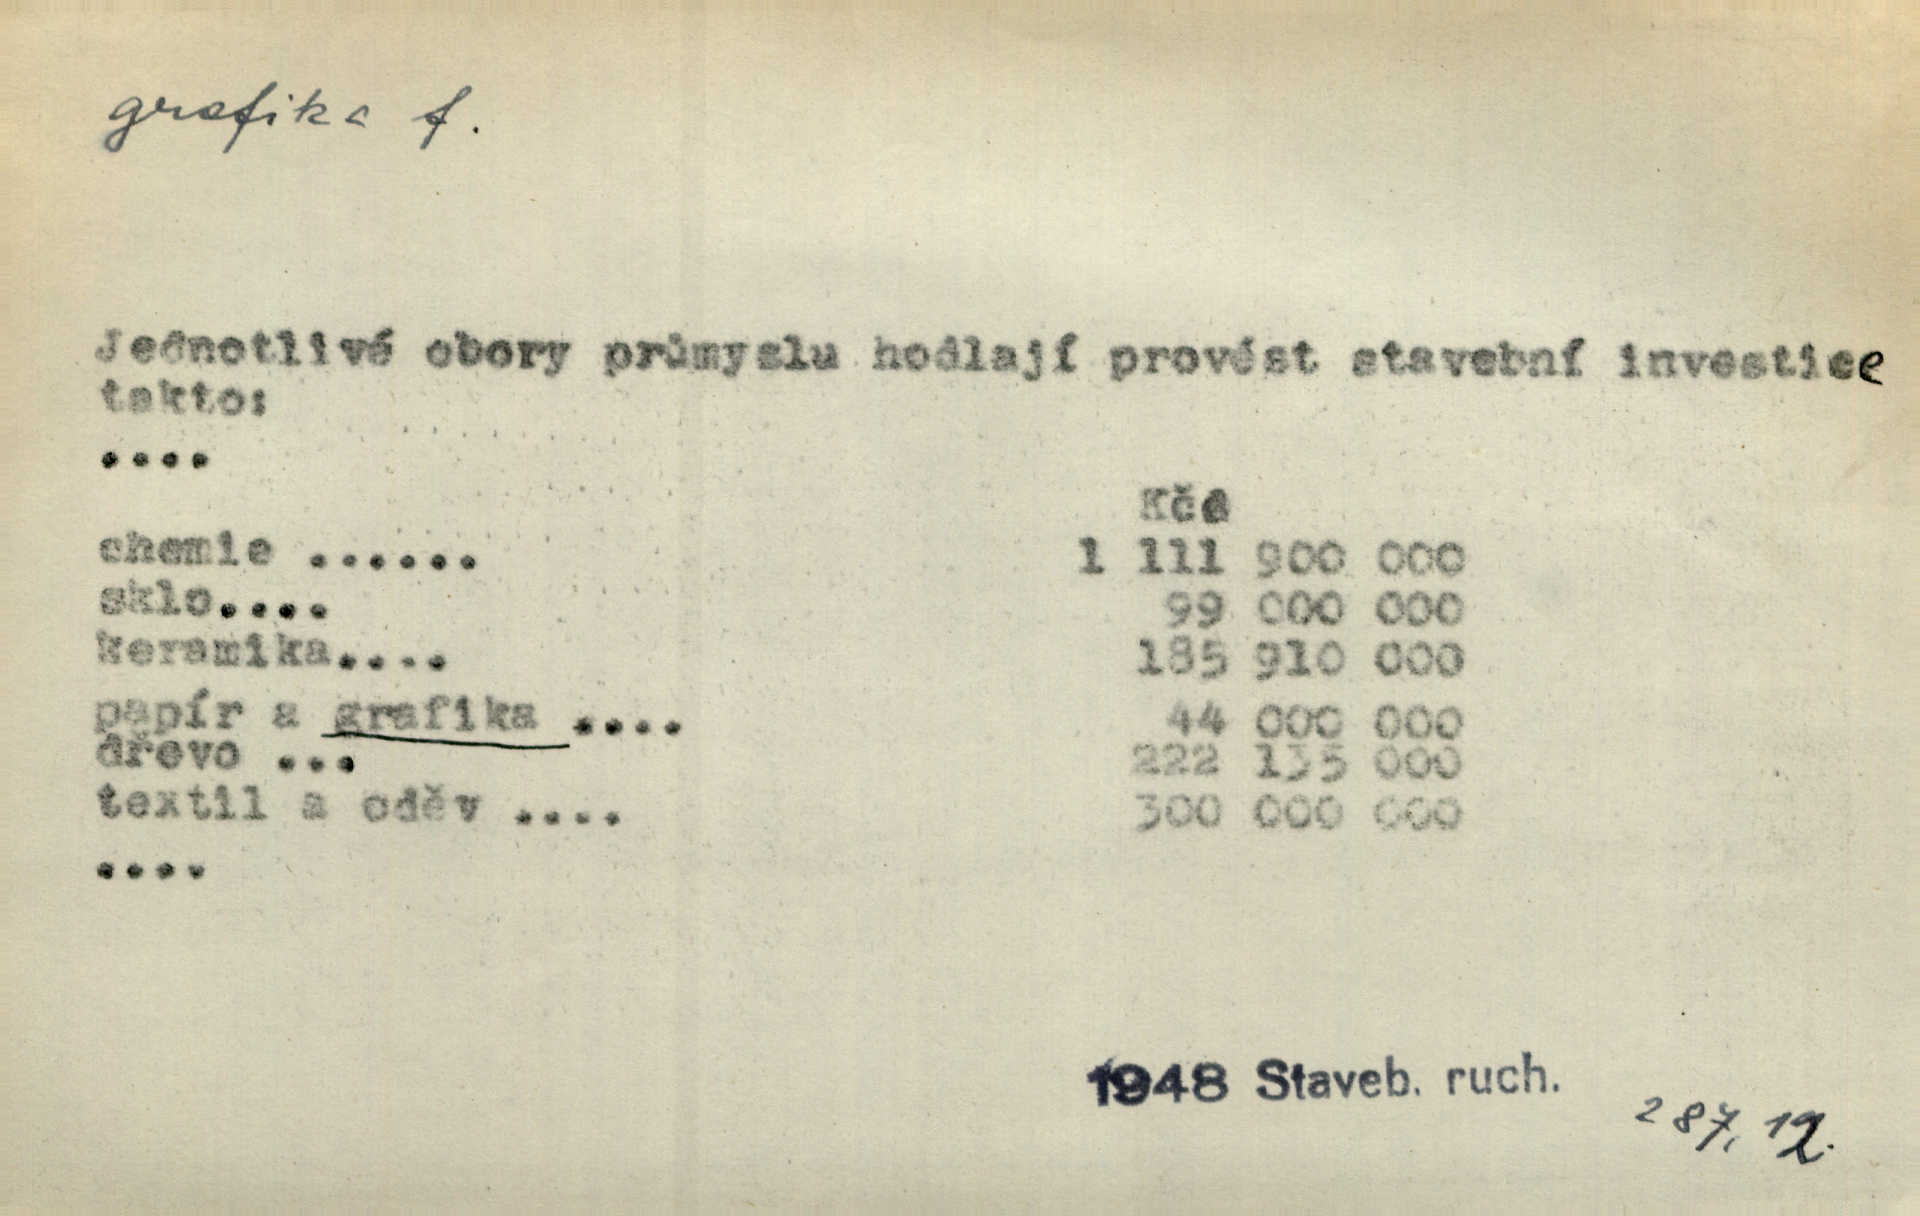 grafika f.
Jednotlivé obory průmyslu hodlají provést stavební investice
takto:
....
Kčs
chemie ...... 1 111 900 000
sklo.... 99 000 000
keramika.... 185 910 000
papír a grafika .... 44 000 000
dřevo ... 222 135 000
textil a oděv .... 300 000 000
....
1948 Staveb. ruch.
287, 12.